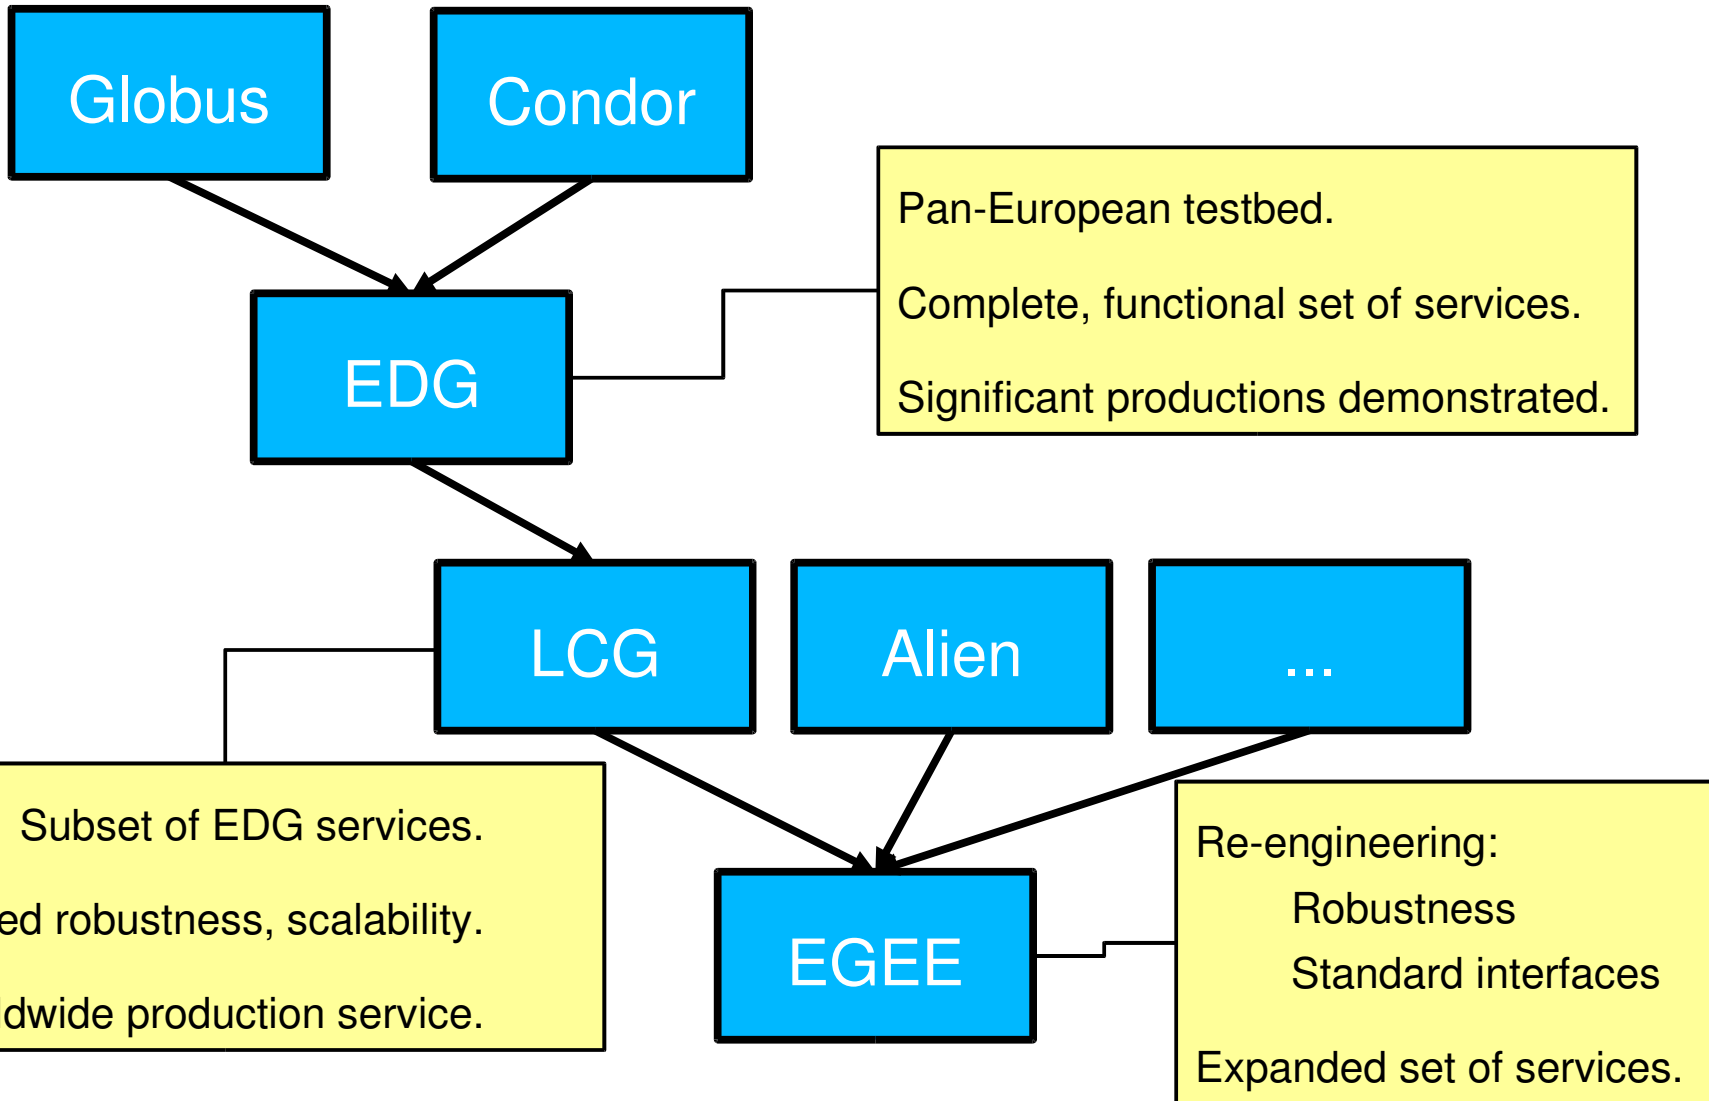 Globus
Condor
Pan-European testbed.
Complete, functional set of services.
Significant productions demonstrated.
EDG
LCG
Alien
...
Subset of EDG services.
robustness, scalability.
production service.
EGEE
Re-engineering:
Robustness
Standard interfaces
Expanded set of services.